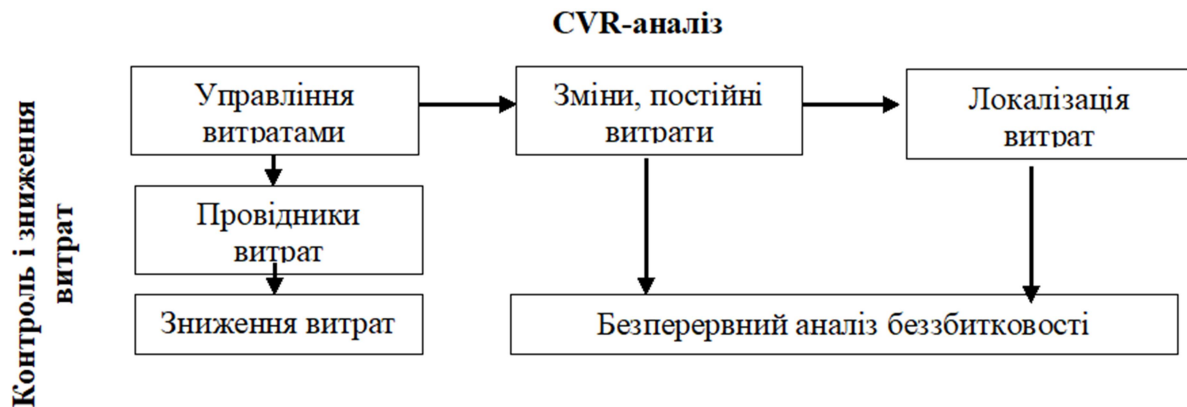 CVR-аналіз
Контроль і зниження
витрат
Управління
витратами
Зміни, постійні
витрати
Локалізація
витрат
Провідники
витрат
Зниження витрат
Безперервний аналіз беззбитковості